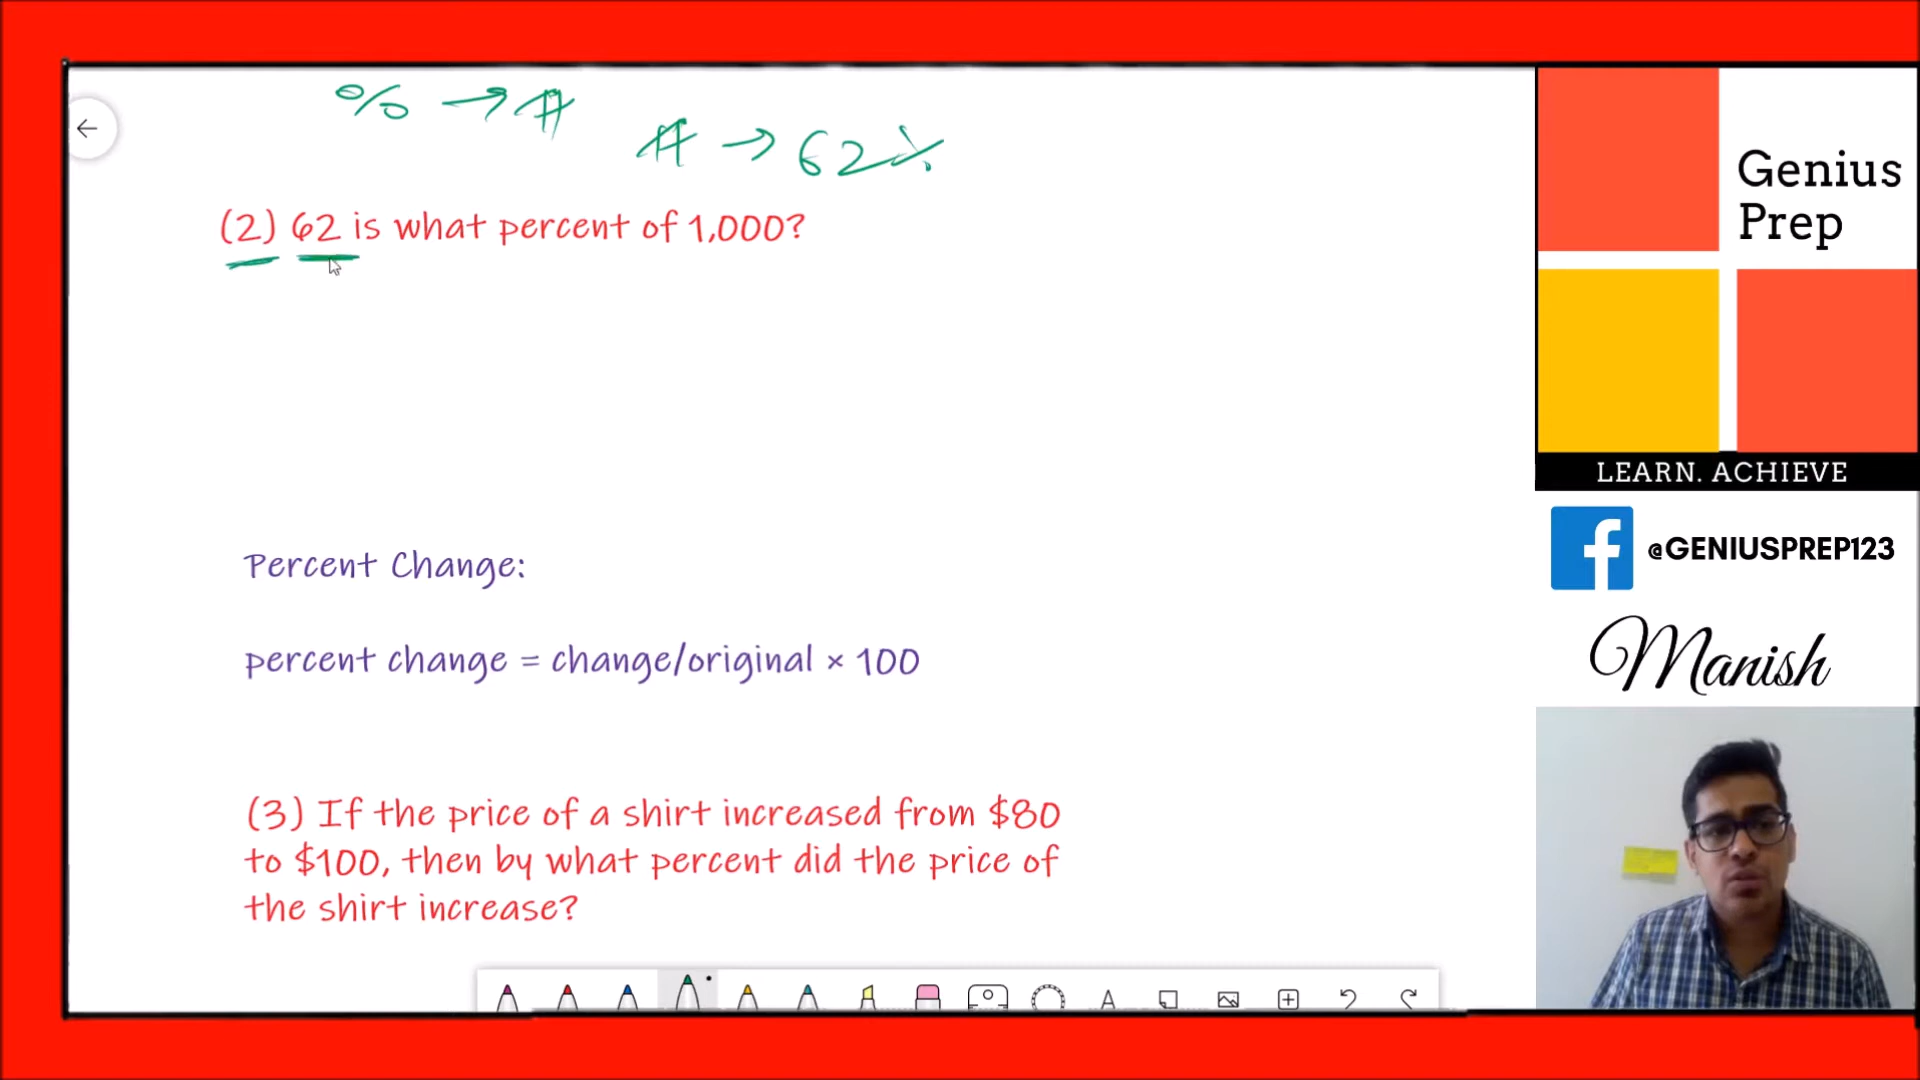 % → #
# → 62%
(2) 62 is what percent of 1,000?
Percent Change:
percent change = change/original × 100
(3) If the price of a shirt increased from $80
to $100, then by what percent did the price of
the shirt increase?
Genius
Prep
LEARN. ACHIEVE
f @GENIUSPREP123
Manish
A